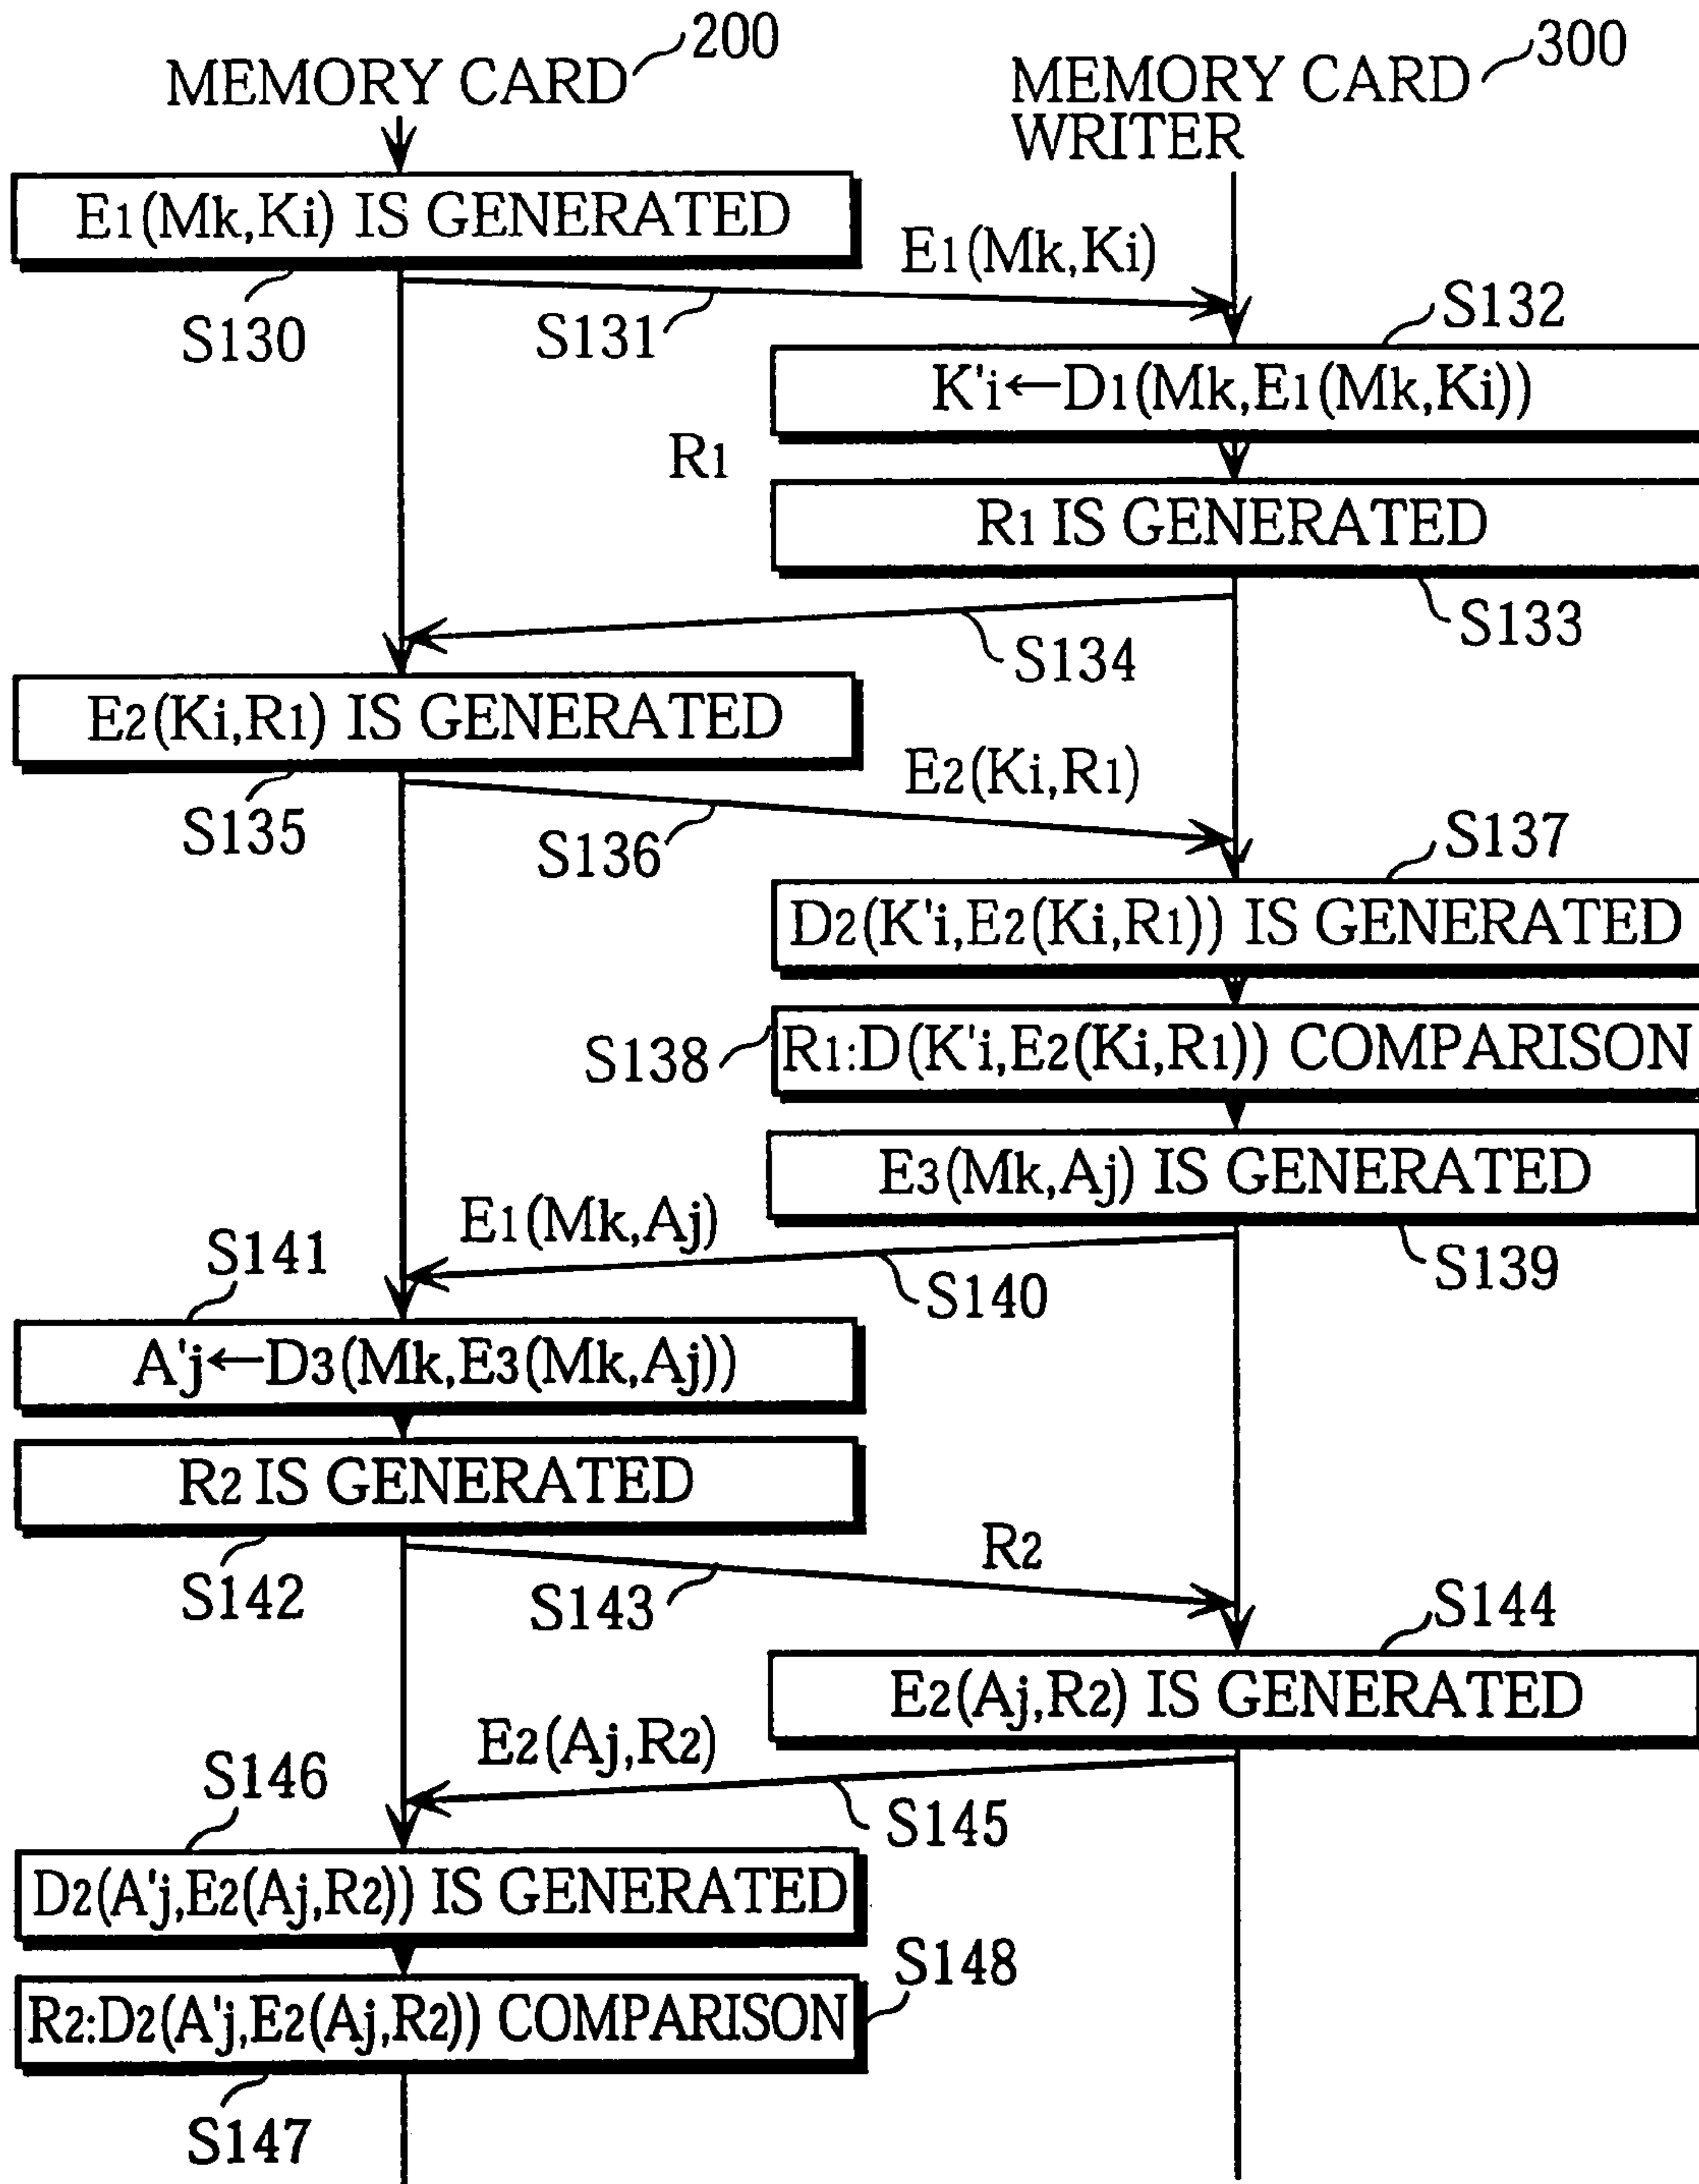 200
MEMORY CARD
300
MEMORY CARD
WRITER
E1(Mk,Ki) IS GENERATED
E1(Mk,Ki)
S130
S131
S132
K'i←D1(Mk,E1(Mk,Ki))
R1
R1 IS GENERATED
S133
S134
E2(Ki,R1) IS GENERATED
E2(Ki,R1)
S135
S136
S137
D2(K'i,E2(Ki,R1)) IS GENERATED
S138
R1:D(K'i,E2(Ki,R1)) COMPARISON
E3(Mk,Aj) IS GENERATED
E1(Mk,Aj)
S139
S140
S141
A'j←D3(Mk,E3(Mk,Aj))
R2 IS GENERATED
R2
S142
S143
S144
E2(Aj,R2) IS GENERATED
E2(Aj,R2)
S145
S146
D2(A'j,E2(Aj,R2)) IS GENERATED
S148
R2:D2(A'j,E2(Aj,R2)) COMPARISON
S147